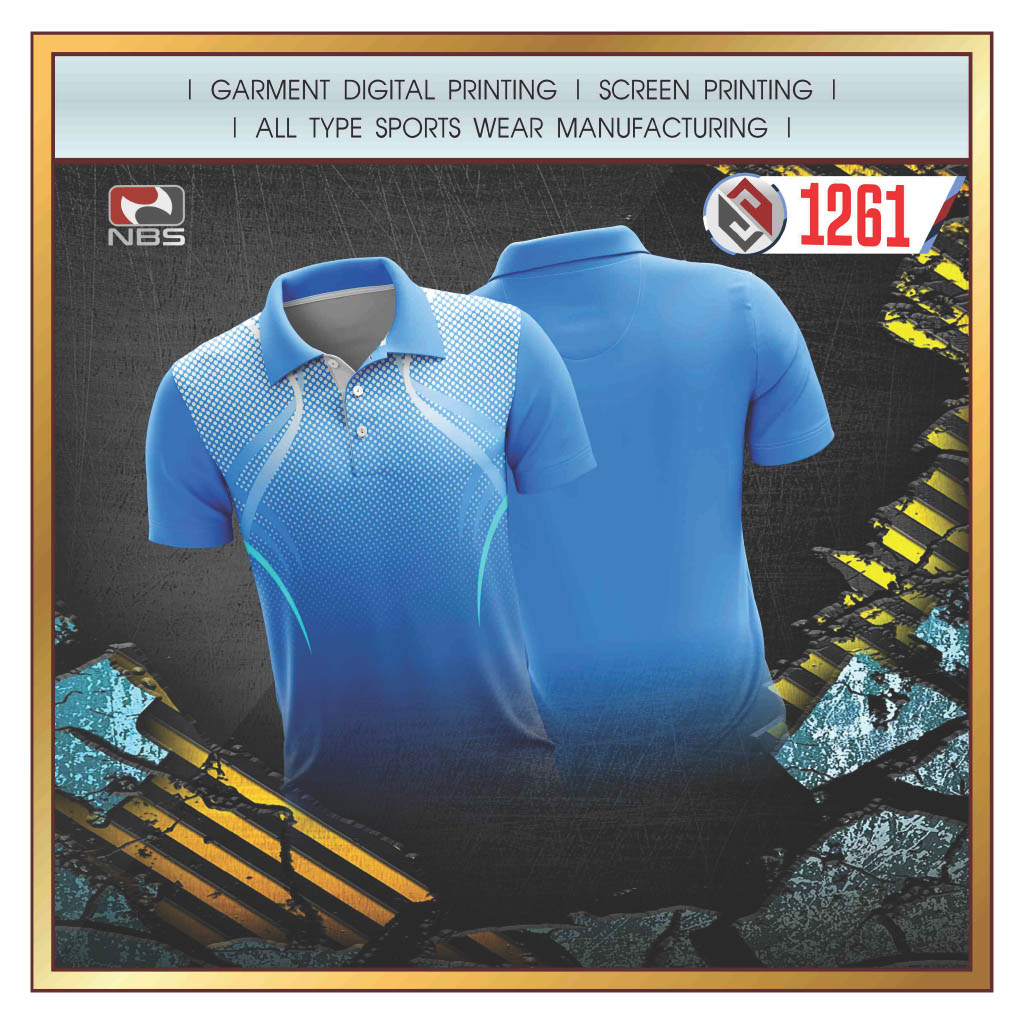 | GARMENT DIGITAL PRINTING | SCREEN PRINTING |
| ALL TYPE SPORTS WEAR MANUFACTURING |
NBS
1261